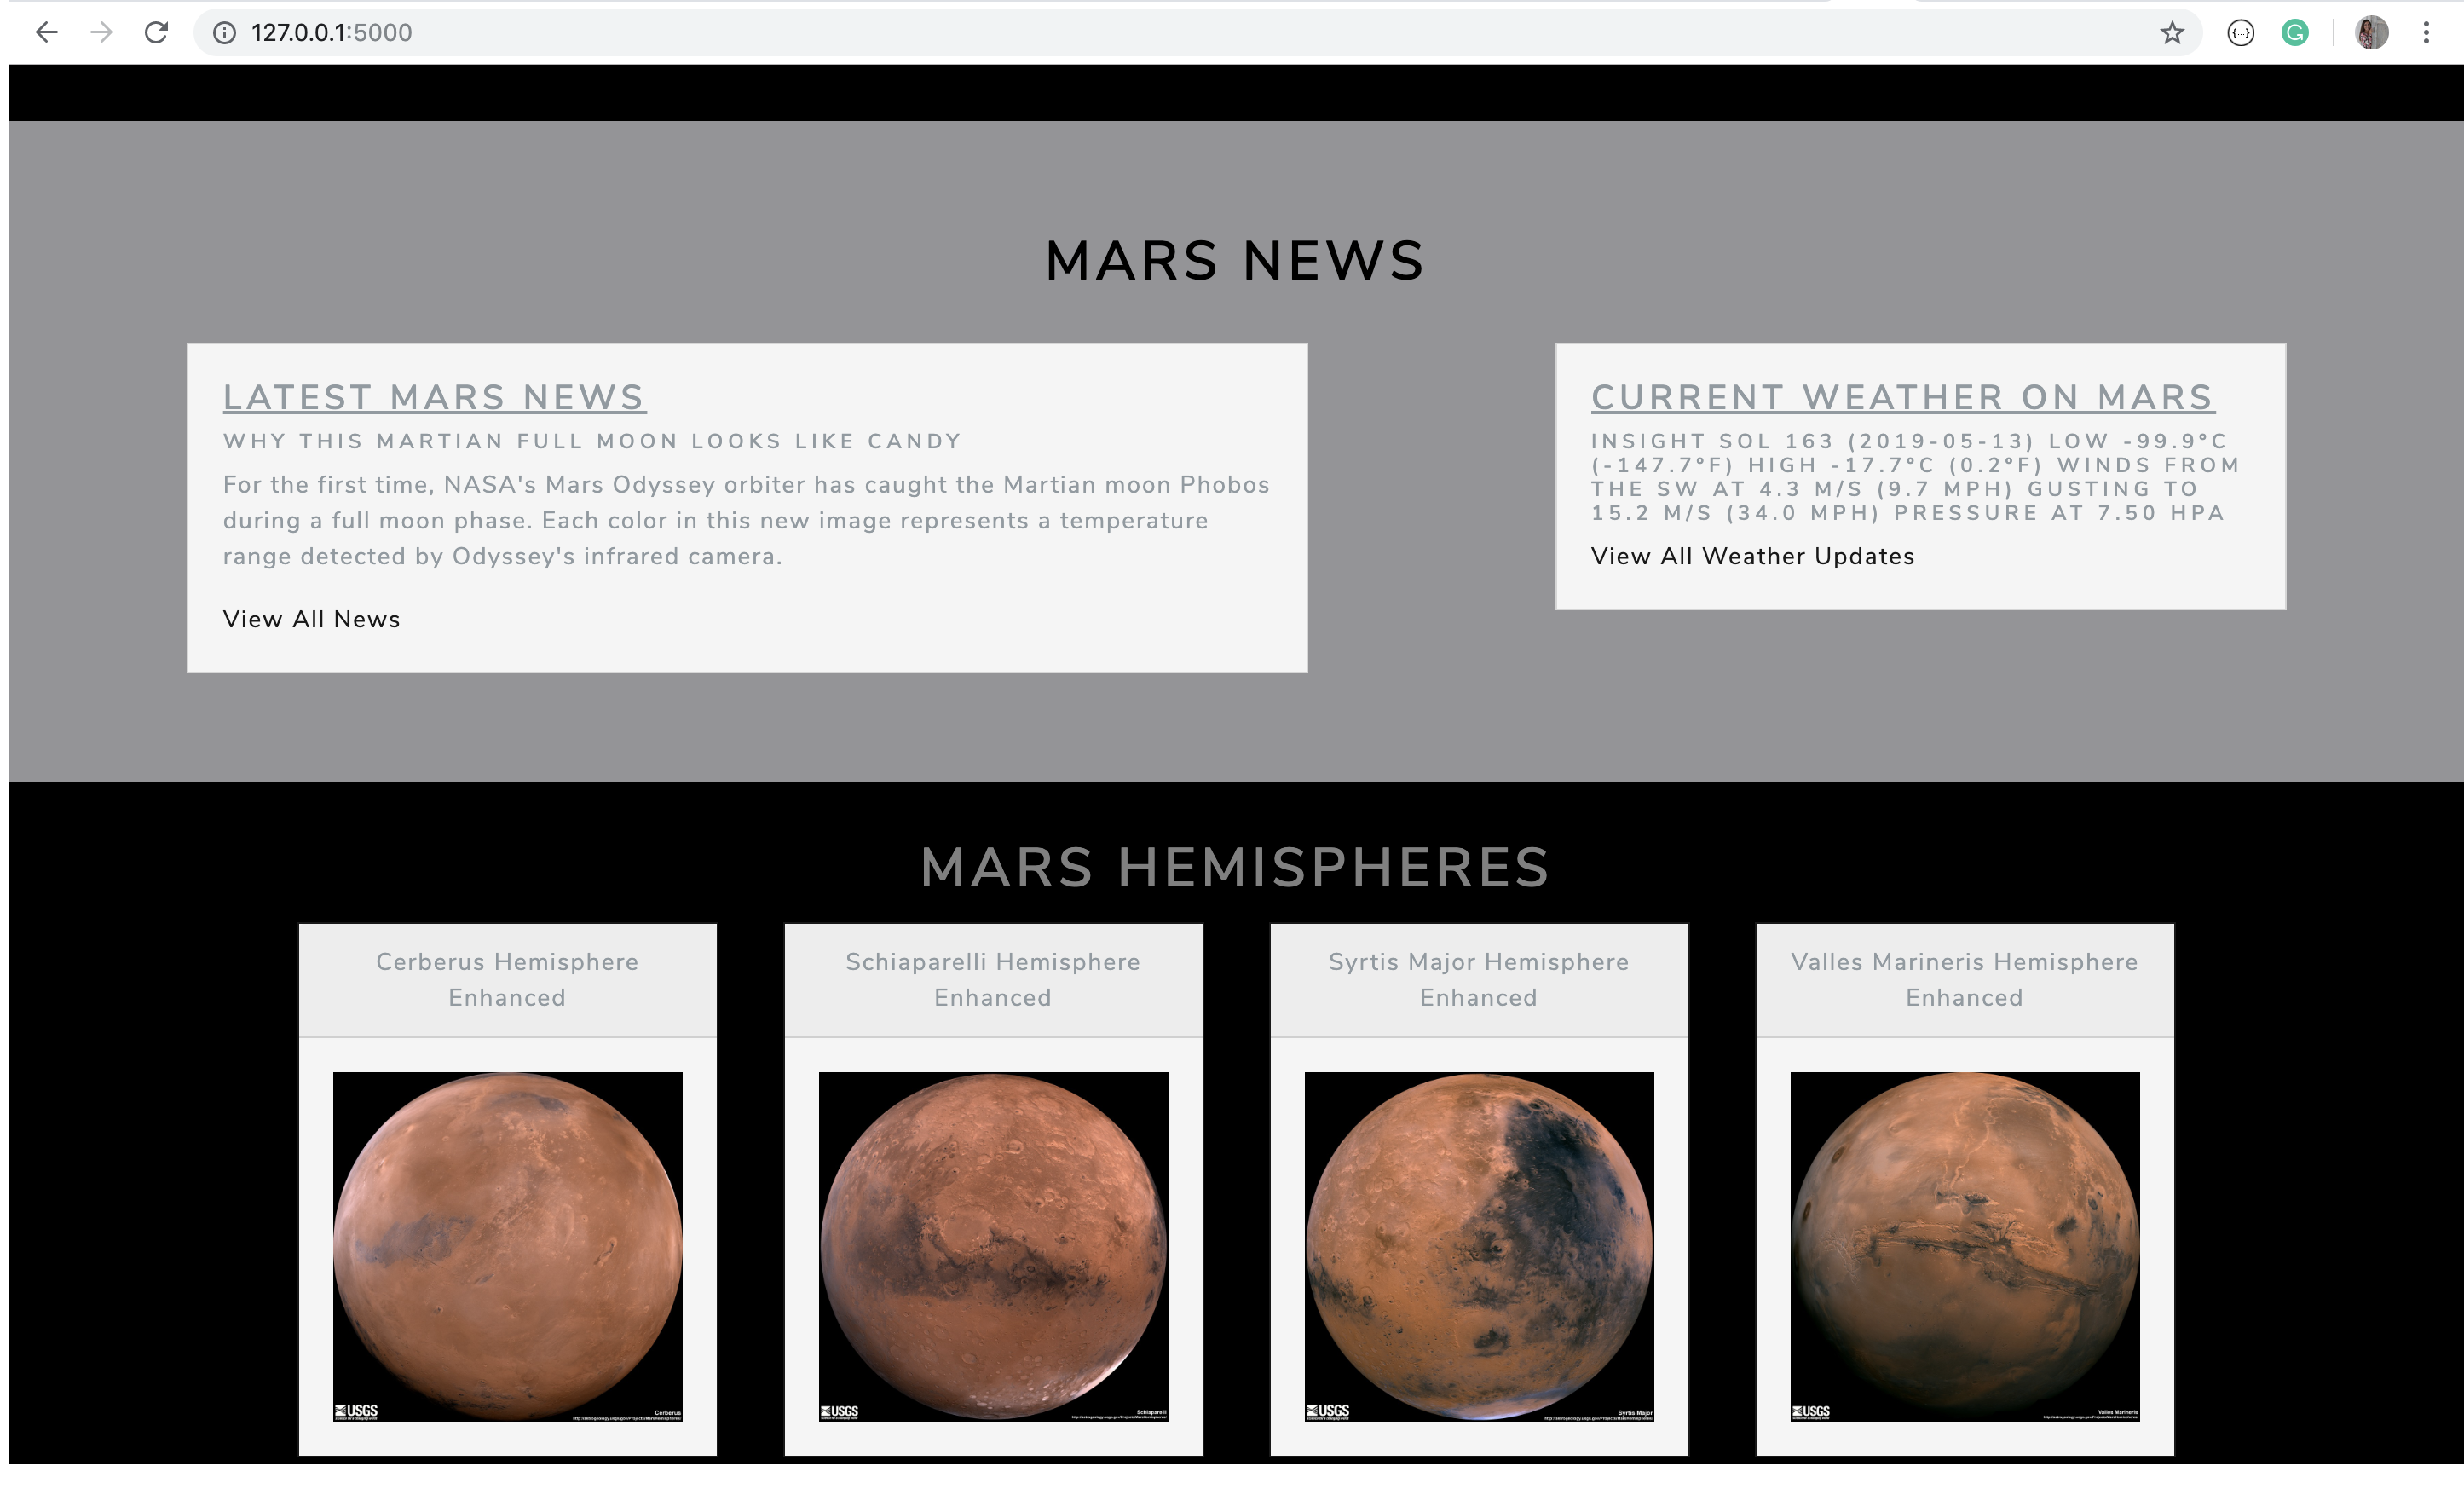 127.0.0.1:5000
MARS NEWS
LATEST MARS NEWS
WHY THIS MARTIAN FULL MOON LOOKS LIKE CANDY
For the first time, NASA's Mars Odyssey orbiter has caught the Martian moon Phobos
during a full moon phase. Each color in this new image represents a temperature
range detected by Odyssey's infrared camera.
View All News
CURRENT WEATHER ON MARS
INSIGHT SOL 163 (2019-05-13) LOW -99.9°C
(-147.7°F) HIGH -17.7°C (0.2°F) WINDS FROM
THE SW AT 4.3 M/S (9.7 MPH) GUSTING TO
15.2 M/S (34.0 MPH) PRESSURE AT 7.50 HPA
View All Weather Updates
MARS HEMISPHERES
Cerberus Hemisphere
Enhanced
Schiaparelli Hemisphere
Enhanced
Syrtis Major Hemisphere
Enhanced
Valles Marineris Hemisphere
Enhanced
USGS
Cerberus
USGS
Schiaparelli
USGS
Syrtis Major
USGS
Valles Marineris